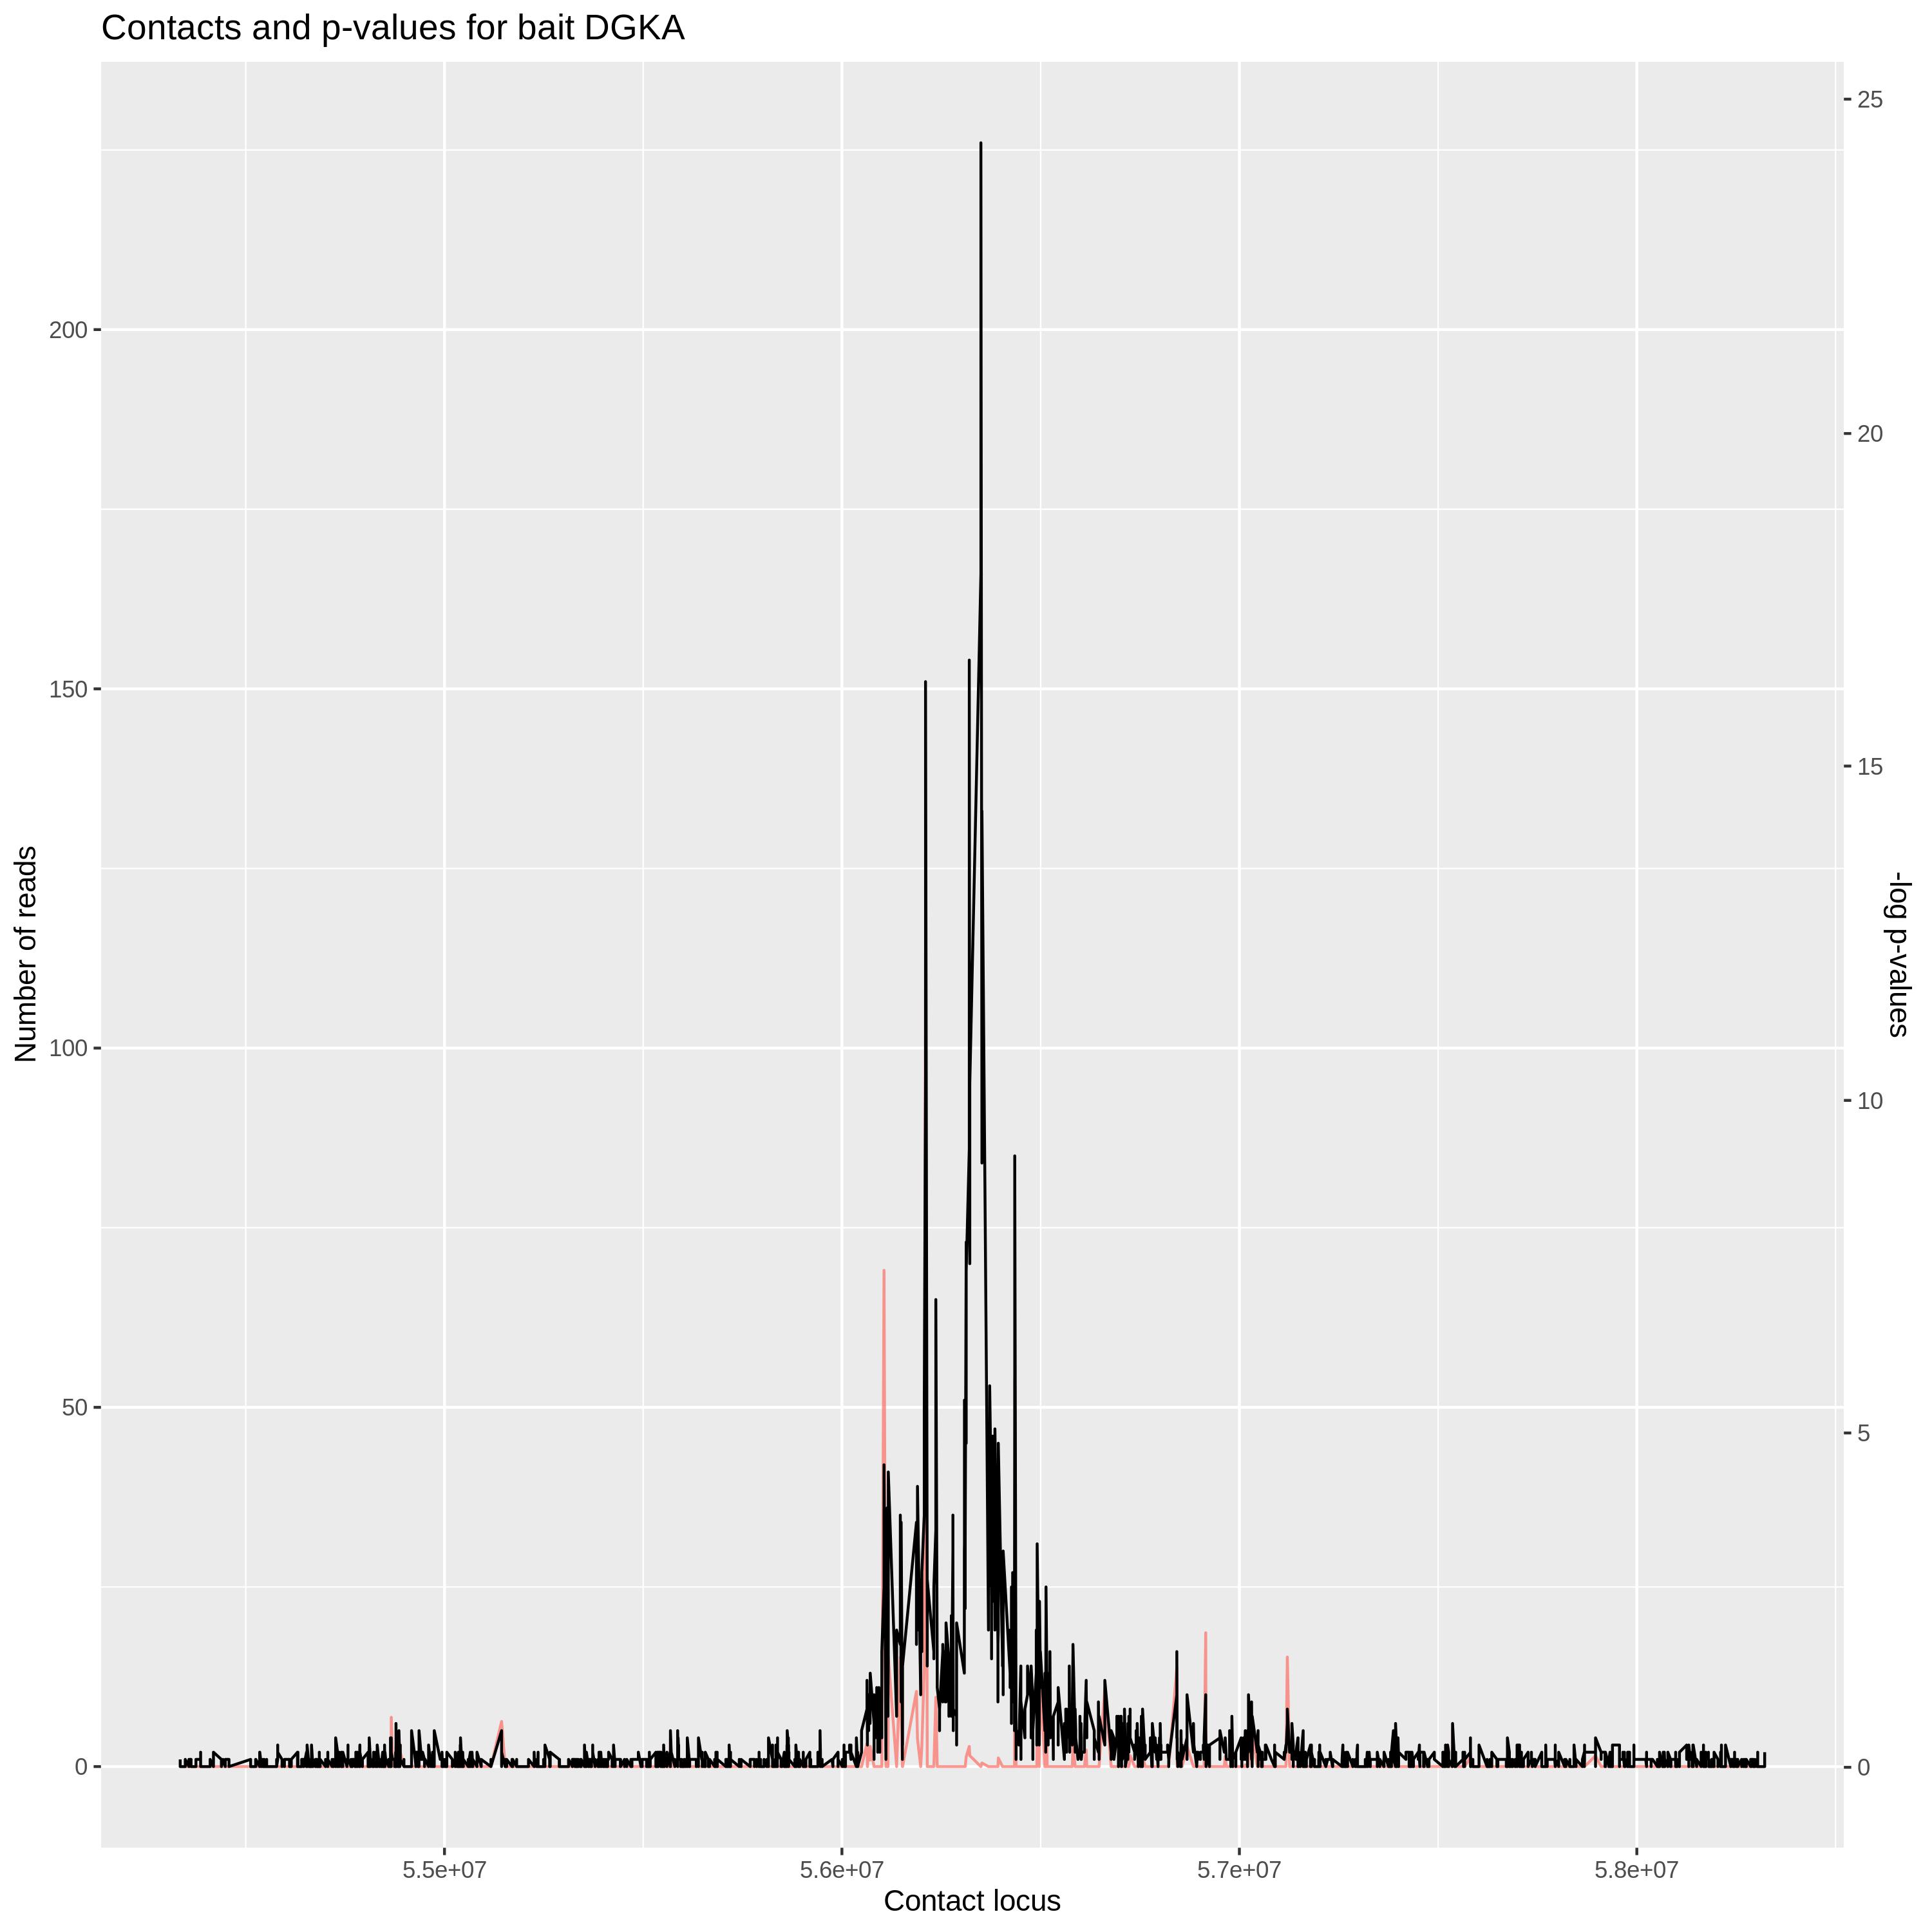 Contacts and p-values for bait DGKA
Number of reads
200
150
100
50
0
25
20
15
10
5
0
-log p-values
5.5e+07
5.6e+07
5.7e+07
5.8e+07
Contact locus